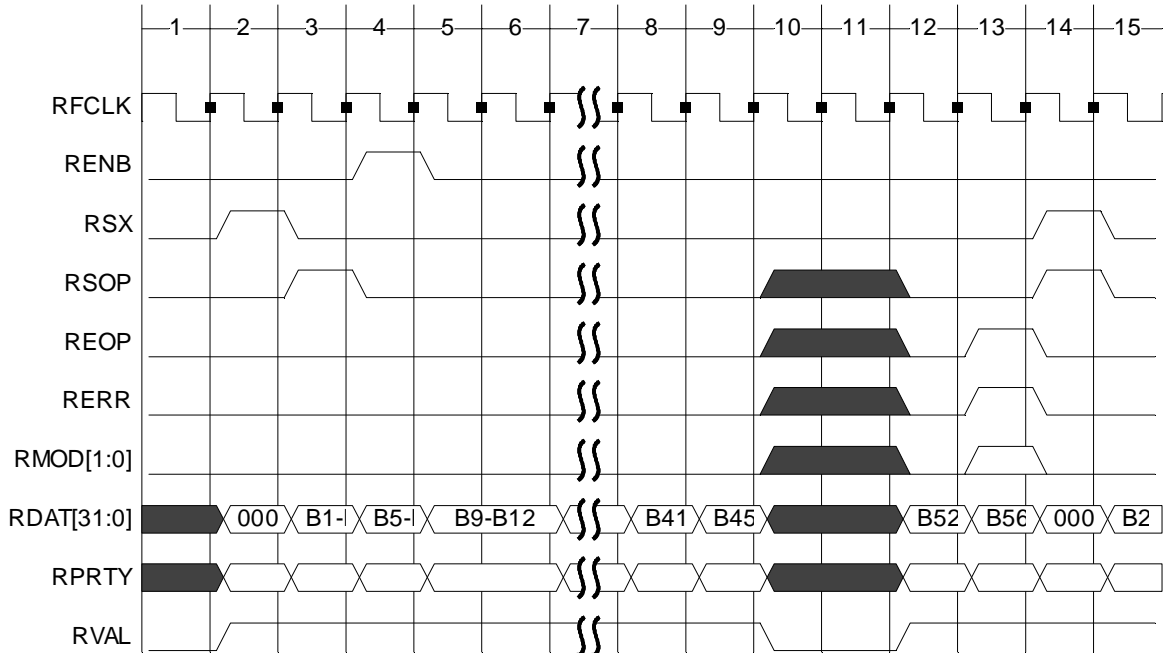 1 2 3 4 5 6 7 8 9 10 11 12 13 14 15
RFCLK
RENB
RSX
RSOP
REOP
RERR
RMOD[1:0]
RDAT[31:0] 000 B1- B5- B9-B12 B41 B45 B52 B56 000 B2
RPRTY
RVAL